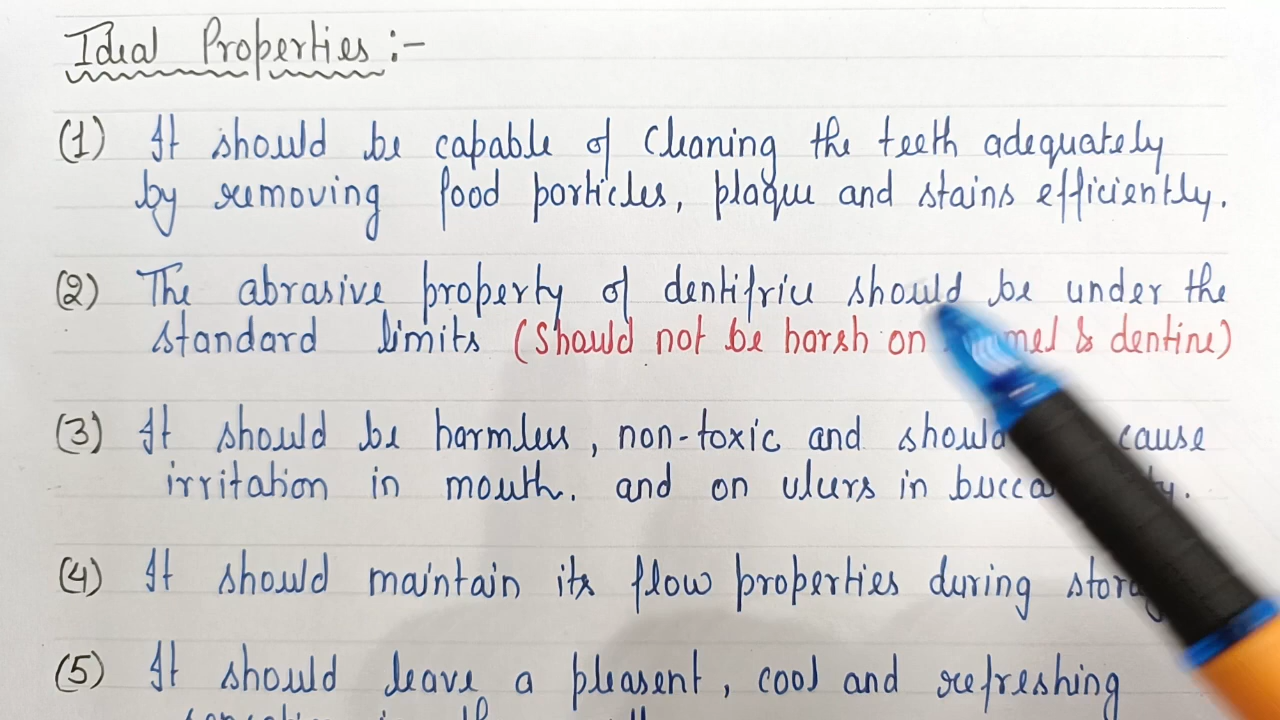 Ideal Properties :-
(1) It should be capable of cleaning the teeth adequately
by removing food porticles, plaque and stains efficiently.
(2) The abrasive property of dentifrice should be under the
standard limits (should not be harsh on & dentine)
(3) It should be harmless, non-toxic and should cause
irritation in mouth. and on ulcers in
(4) It should maintain its flow properties during
(5) It should leave a pleasent, cool and refreshing